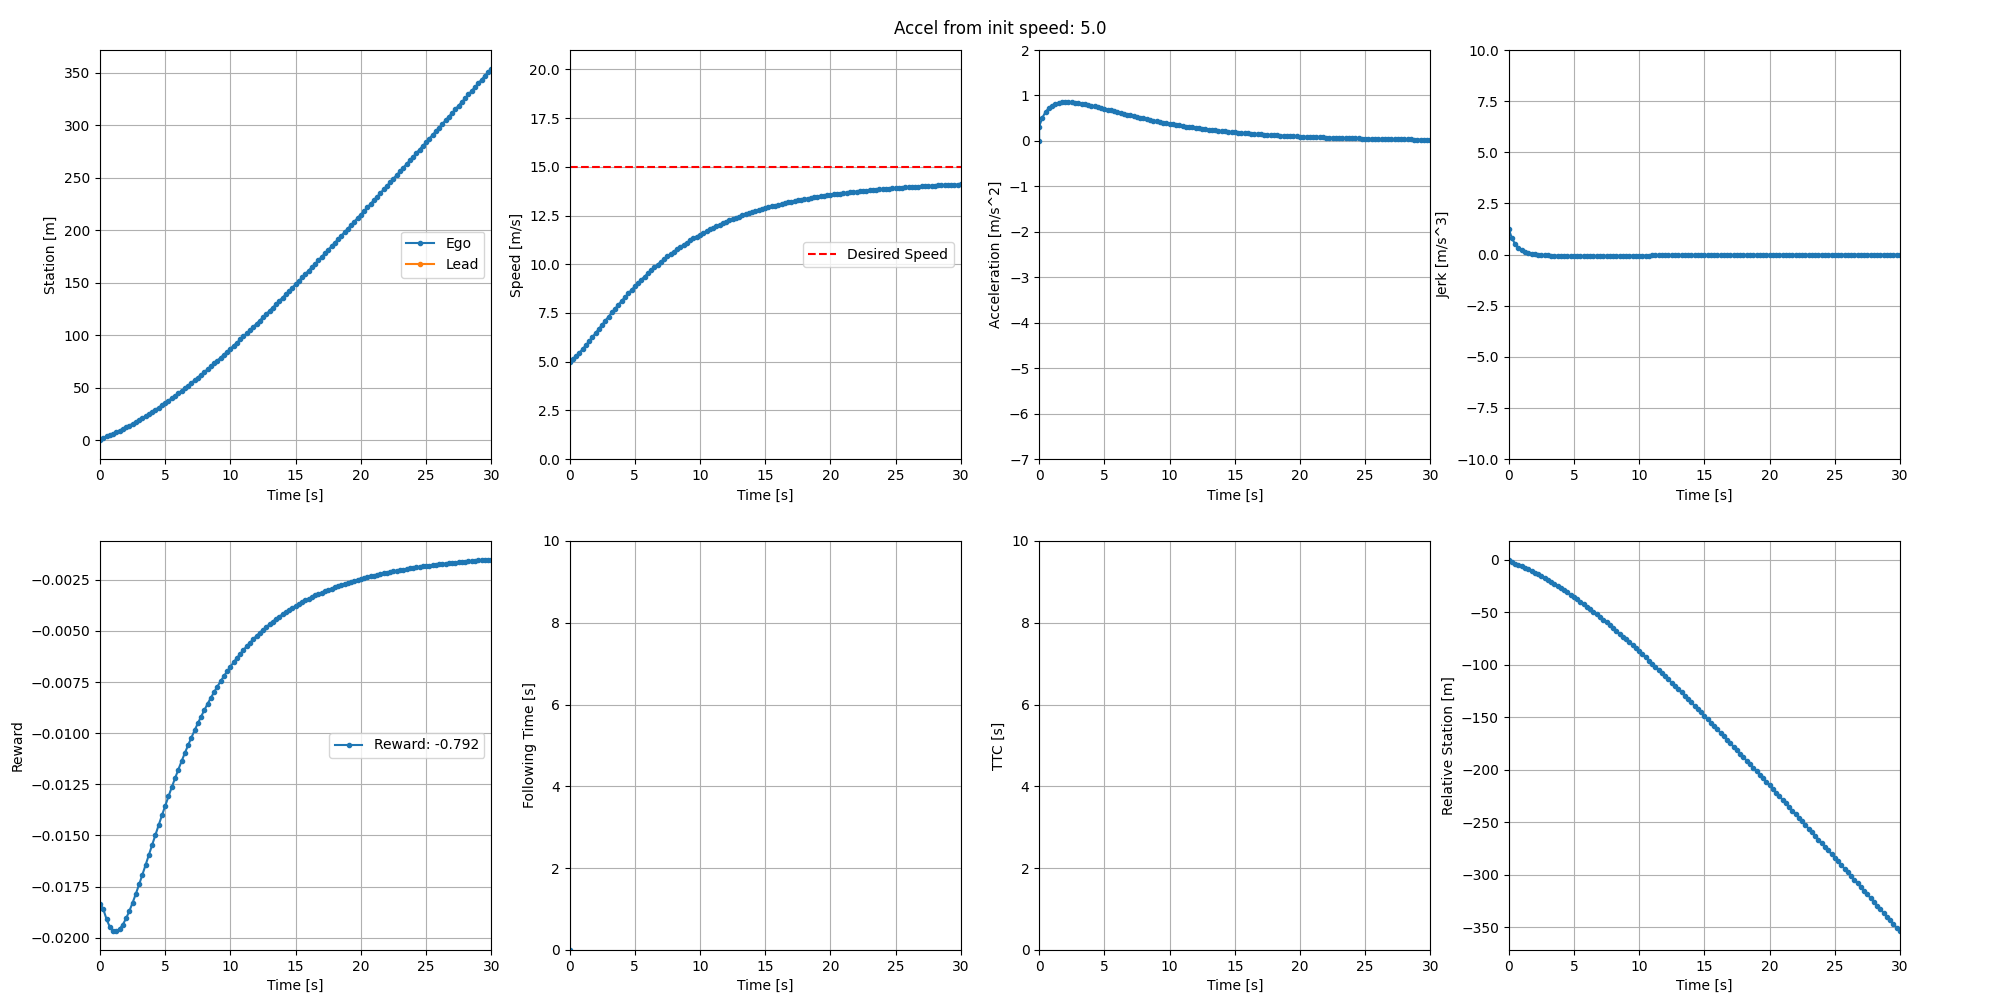 Accel from init speed: 5.0
350
300
250
200
150
100
50
0
Station [m]
Ego
Lead
0 5 10 15 20 25 30
Time [s]
20.0
17.5
15.0
12.5
10.0
7.5
5.0
2.5
0.0
Speed [m/s]
Desired Speed
0 5 10 15 20 25 30
Time [s]
2
1
0
−1
−2
−3
−4
−5
−6
−7
Acceleration [m/s^2]
0 5 10 15 20 25 30
Time [s]
10.0
7.5
5.0
2.5
0.0
−2.5
−5.0
−7.5
−10.0
Jerk [m/s^3]
0 5 10 15 20 25 30
Time [s]
−0.0025
−0.0050
−0.0075
−0.0100
−0.0125
−0.0150
−0.0175
−0.0200
Reward
Reward: -0.792
0 5 10 15 20 25 30
Time [s]
10
8
6
4
2
0
Following Time [s]
0 5 10 15 20 25 30
Time [s]
10
8
6
4
2
0
TTC [s]
0 5 10 15 20 25 30
Time [s]
0
−50
−100
−150
−200
−250
−300
−350
Relative Station [m]
0 5 10 15 20 25 30
Time [s]